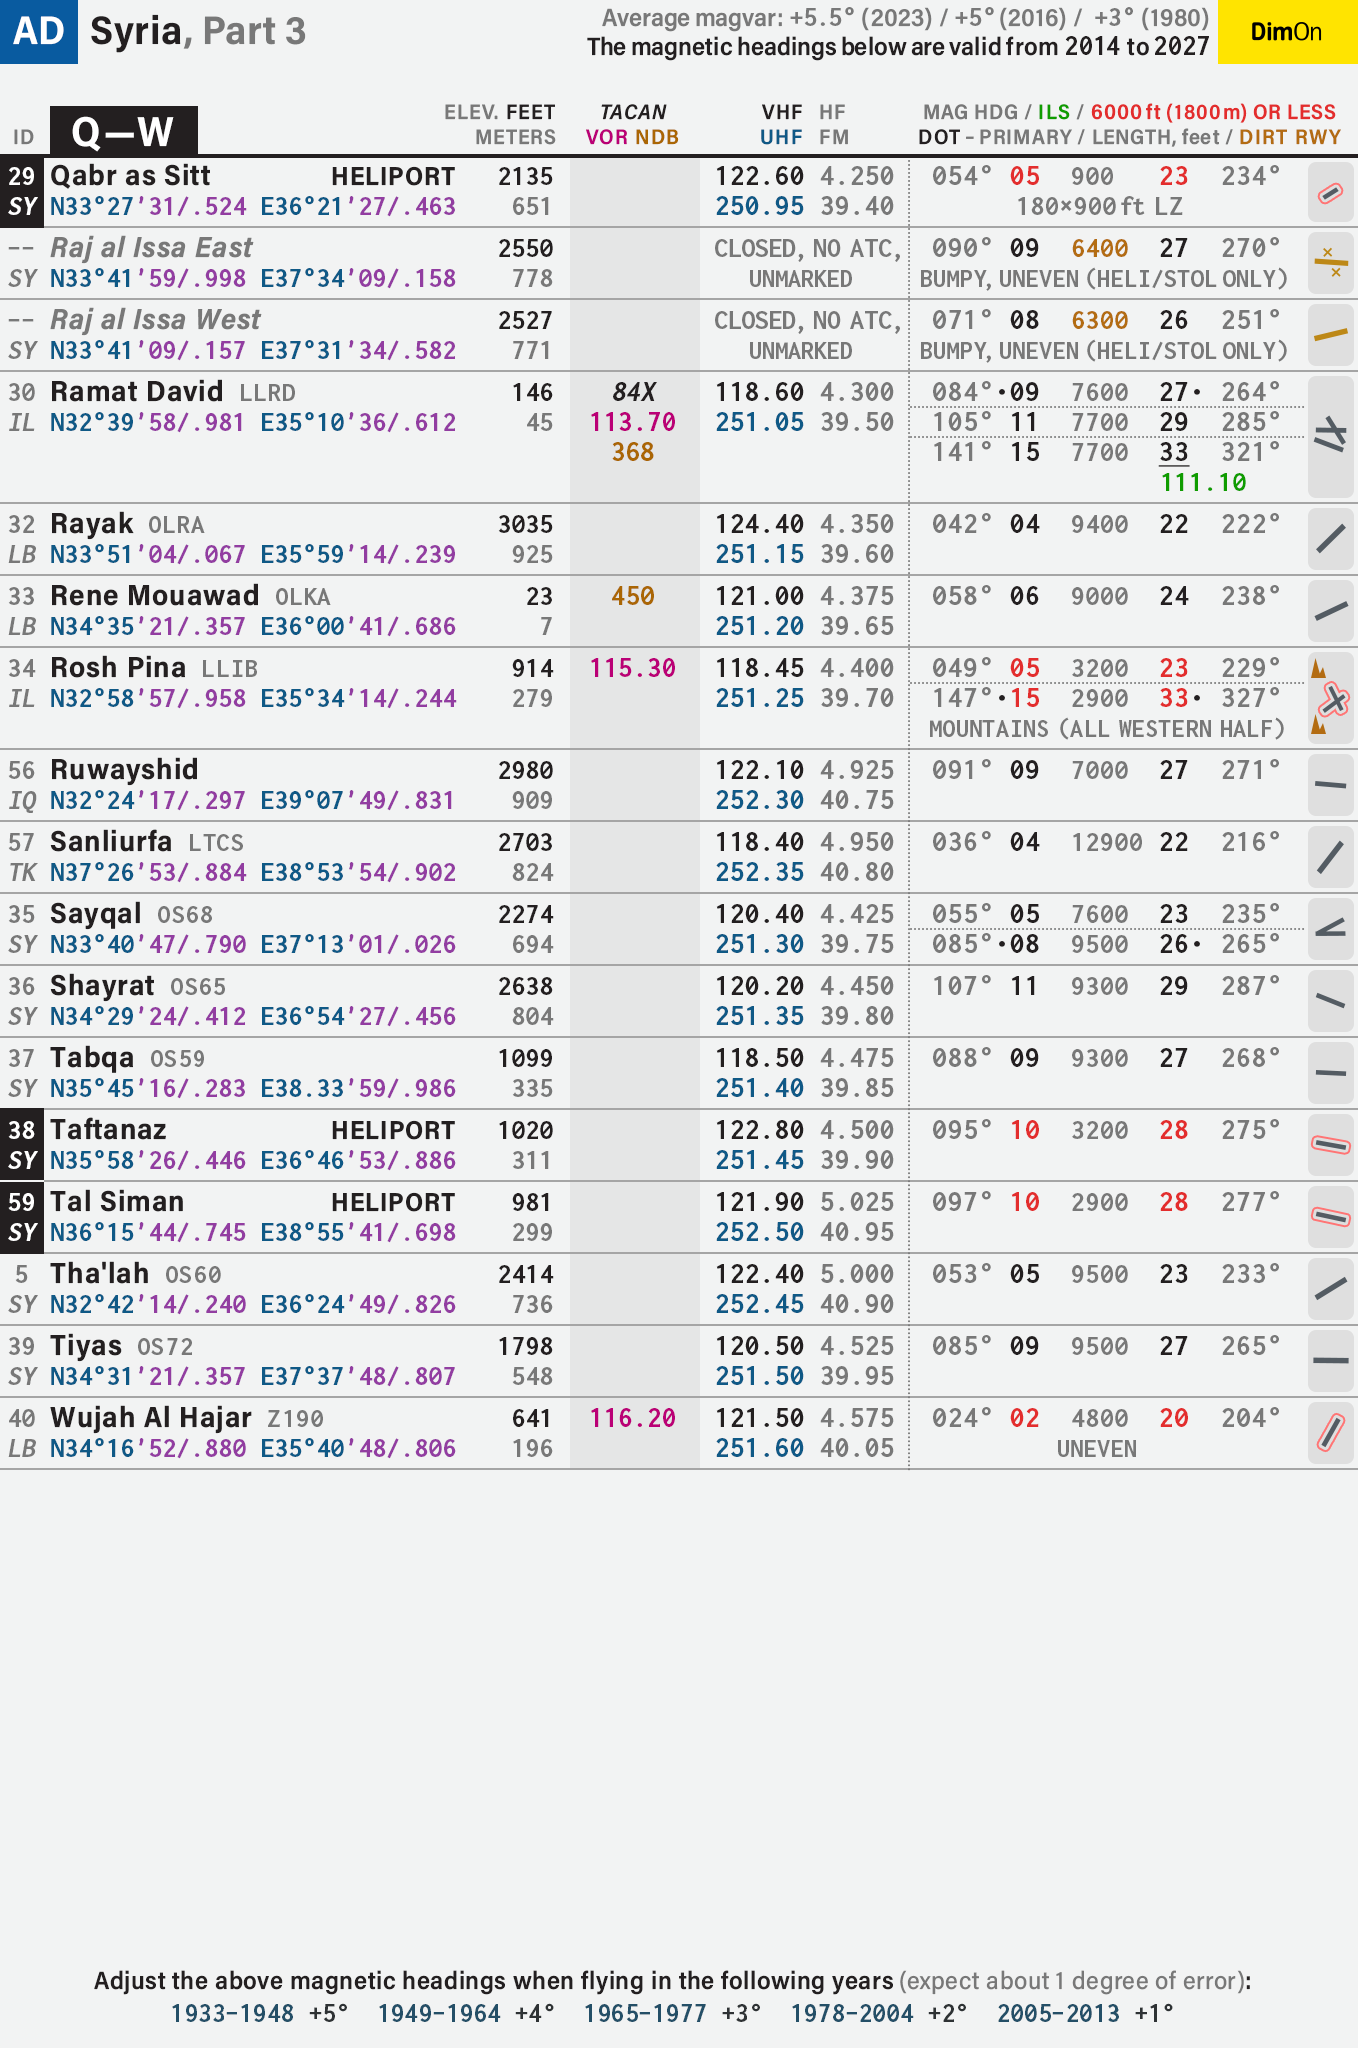 AD Syria, Part 3
Average magvar: +5.5° (2023) / +5° (2016) / +3° (1980)
The magnetic headings below are valid from 2014 to 2027
DimOn
ID Q—W ELEV. FEET TACAN VHF HF MAG HDG / ILS / 6000 ft (1800 m) OR LESS
METERS VOR NDB UHF FM DOT – PRIMARY / LENGTH, feet / DIRT RWY
29 Qabr as Sitt HELIPORT 2135 122.60 4.250 054° 05 900 23 234°
SY N33°27'31/.524 E36°21'27/.463 651 250.95 39.40 180×900 ft LZ
-- Raj al Issa East 2550 CLOSED, NO ATC, 090° 09 6400 27 270°
SY N33°41'59/.998 E37°34'09/.158 778 UNMARKED BUMPY, UNEVEN (HELI/STOL ONLY)
-- Raj al Issa West 2527 CLOSED, NO ATC, 071° 08 6300 26 251°
SY N33°41'09/.157 E37°31'34/.582 771 UNMARKED BUMPY, UNEVEN (HELI/STOL ONLY)
30 Ramat David LLRD 146 84X 118.60 4.300 084°•09 7600 27• 264°
IL N32°39'58/.981 E35°10'36/.612 45 113.70 251.05 39.50 105° 11 7700 29 285°
368 141° 15 7700 33 321°
111.10
32 Rayak OLRA 3035 124.40 4.350 042° 04 9400 22 222°
LB N33°51'04/.067 E35°59'14/.239 925 251.15 39.60
33 Rene Mouawad OLKA 23 450 121.00 4.375 058° 06 9000 24 238°
LB N34°35'21/.357 E36°00'41/.686 7 251.20 39.65
34 Rosh Pina LLIB 914 115.30 118.45 4.400 049° 05 3200 23 229°
IL N32°58'57/.958 E35°34'14/.244 279 251.25 39.70 147°•15 2900 33• 327°
MOUNTAINS (ALL WESTERN HALF)
56 Ruwayshid 2980 122.10 4.925 091° 09 7000 27 271°
IQ N32°24'17/.297 E39°07'49/.831 909 252.30 40.75
57 Sanliurfa LTCS 2703 118.40 4.950 036° 04 12900 22 216°
TK N37°26'53/.884 E38°53'54/.902 824 252.35 40.80
35 Sayqal OS68 2274 120.40 4.425 055° 05 7600 23 235°
SY N33°40'47/.790 E37°13'01/.026 694 251.30 39.75 085°•08 9500 26• 265°
36 Shayrat OS65 2638 120.20 4.450 107° 11 9300 29 287°
SY N34°29'24/.412 E36°54'27/.456 804 251.35 39.80
37 Tabqa OS59 1099 118.50 4.475 088° 09 9300 27 268°
SY N35°45'16/.283 E38.33'59/.986 335 251.40 39.85
38 Taftanaz HELIPORT 1020 122.80 4.500 095° 10 3200 28 275°
SY N35°58'26/.446 E36°46'53/.886 311 251.45 39.90
59 Tal Siman HELIPORT 981 121.90 5.025 097° 10 2900 28 277°
SY N36°15'44/.745 E38°55'41/.698 299 252.50 40.95
5 Tha'lah OS60 2414 122.40 5.000 053° 05 9500 23 233°
SY N32°42'14/.240 E36°24'49/.826 736 252.45 40.90
39 Tiyas OS72 1798 120.50 4.525 085° 09 9500 27 265°
SY N34°31'21/.357 E37°37'48/.807 548 251.50 39.95
40 Wujah Al Hajar Z190 641 116.20 121.50 4.575 024° 02 4800 20 204°
LB N34°16'52/.880 E35°40'48/.806 196 251.60 40.05 UNEVEN
Adjust the above magnetic headings when flying in the following years (expect about 1 degree of error):
1933–1948 +5° 1949–1964 +4° 1965–1977 +3° 1978–2004 +2° 2005–2013 +1°